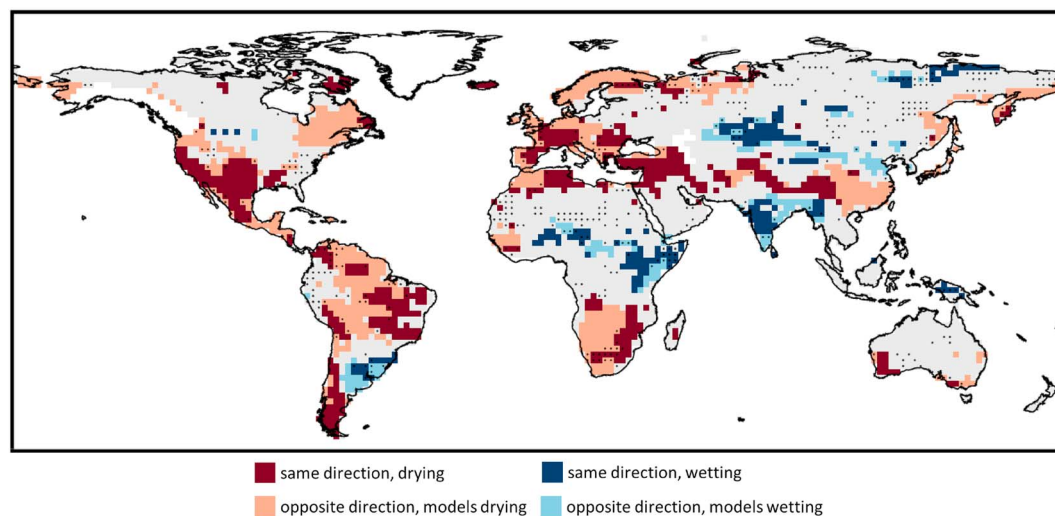 same direction, drying
same direction, wetting
opposite direction, models drying
opposite direction, models wetting